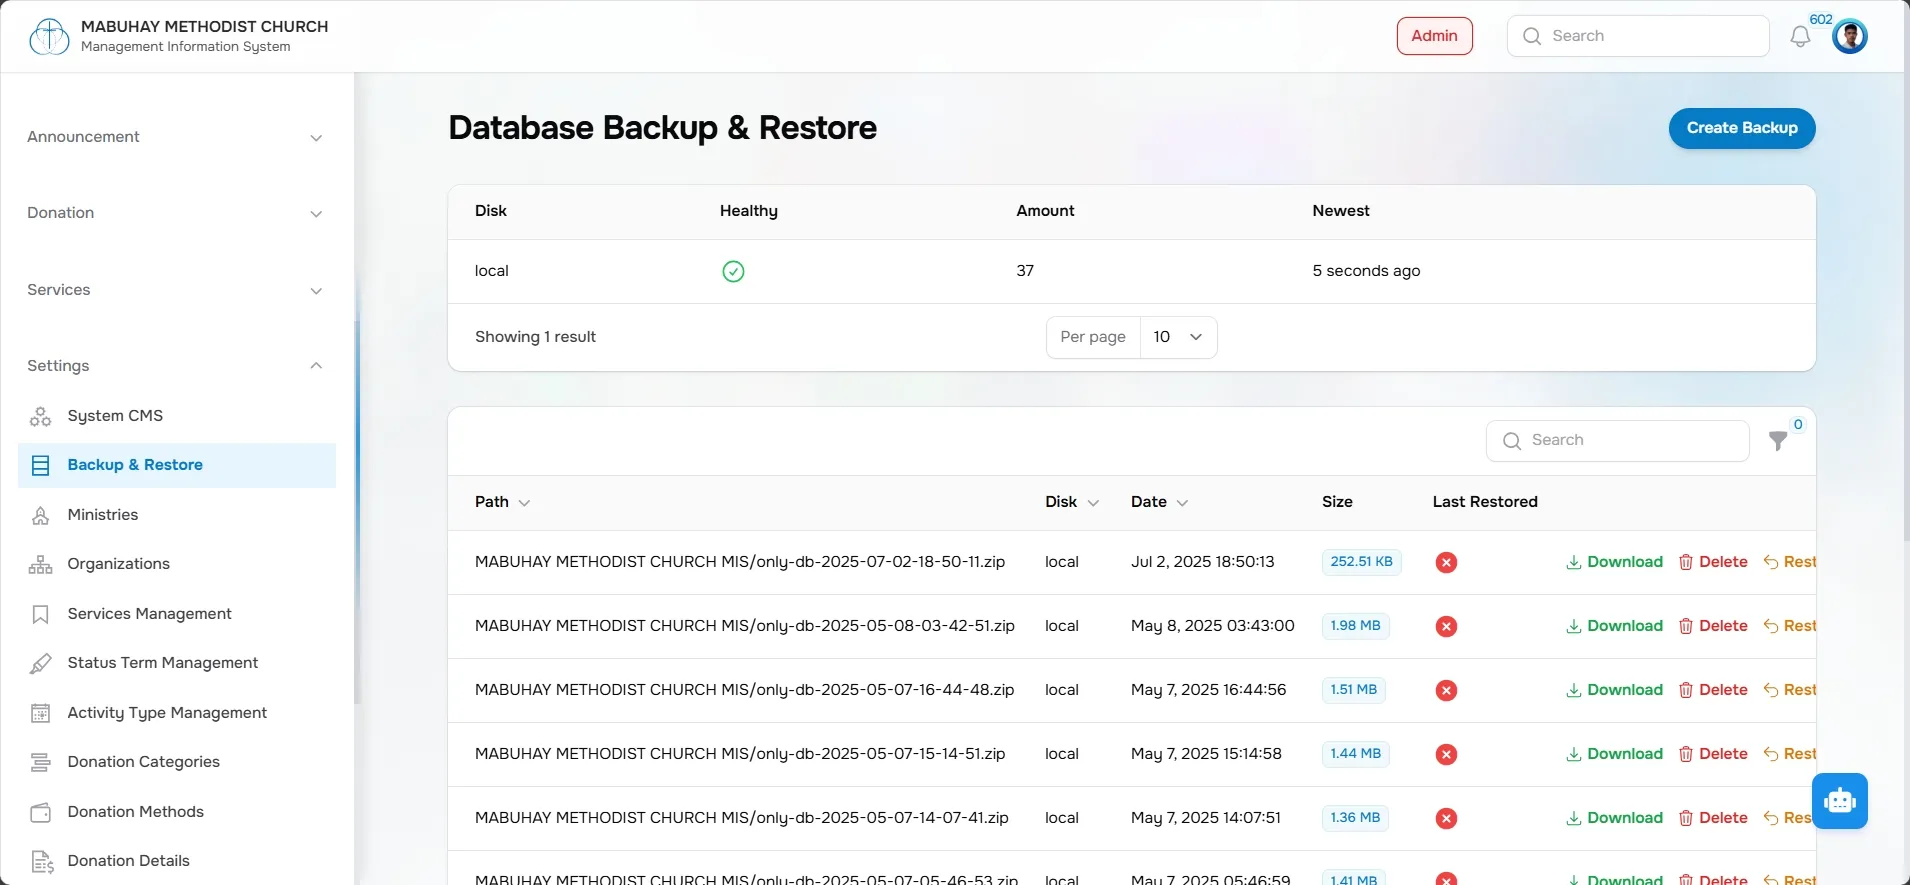 MABUHAY METHODIST CHURCH
Management Information System
Admin
Search
602
Announcement
Donation
Services
Settings
System CMS
Backup & Restore
Ministries
Organizations
Services Management
Status Term Management
Activity Type Management
Donation Categories
Donation Methods
Donation Details
Database Backup & Restore
Create Backup
Disk Healthy Amount Newest
local 37 5 seconds ago
Showing 1 result Per page 10
Search 0
Path Disk Date Size Last Restored
MABUHAY METHODIST CHURCH MIS/only-db-2025-07-02-18-50-11.zip local Jul 2, 2025 18:50:13 252.51 KB Download Delete Rest
MABUHAY METHODIST CHURCH MIS/only-db-2025-05-08-03-42-51.zip local May 8, 2025 03:43:00 1.98 MB Download Delete Rest
MABUHAY METHODIST CHURCH MIS/only-db-2025-05-07-16-44-48.zip local May 7, 2025 16:44:56 1.51 MB Download Delete Rest
MABUHAY METHODIST CHURCH MIS/only-db-2025-05-07-15-14-51.zip local May 7, 2025 15:14:58 1.44 MB Download Delete Rest
MABUHAY METHODIST CHURCH MIS/only-db-2025-05-07-14-07-41.zip local May 7, 2025 14:07:51 1.36 MB Download Delete Res
MABUHAY METHODIST CHURCH MIS/only-db-2025-05-07-05-46-53.zip local May 7, 2025 05:46:59 1.41 MB Download Delete Rest